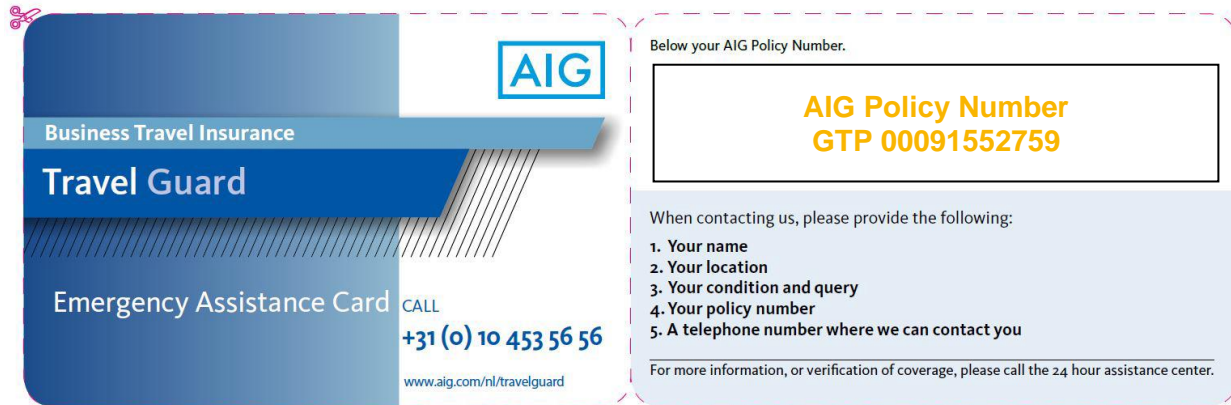 AIG
Business Travel Insurance
Travel Guard
Emergency Assistance Card
CALL
+31 (0) 10 453 56 56
www.aig.com/nl/travelguard
Below your AIG Policy Number.
AIG Policy Number
GTP 00091552759
When contacting us, please provide the following:
1. Your name
2. Your location
3. Your condition and query
4. Your policy number
5. A telephone number where we can contact you
For more information, or verification of coverage, please call the 24 hour assistance center.